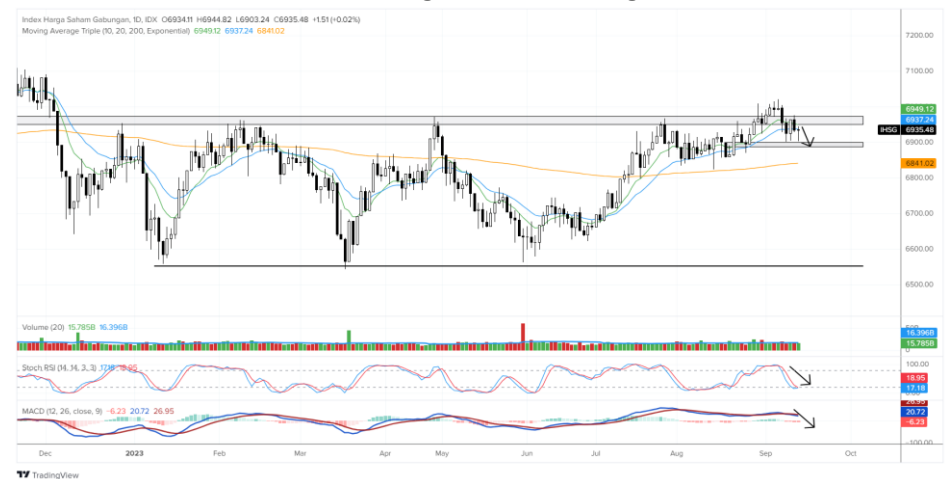 Index Harga Saham Gabungan, 1D, IDX O6934.11 H6944.82 L6903.24 C6935.48 +1.51 (+0.02%)
Moving Average Triple (10, 20, 200, Exponential) 6949.12 6937.24 6841.02
7200.00
7100.00
6949.12
6937.24
IHSG 6935.48
6900.00
6841.02
6800.00
6700.00
6600.00
6500.00
Volume (20) 15.785B 16.396B
16.396B
15.785B
0
Stoch RSI (14, 14, 3, 3) 17.18 18.95
100.00
18.95
17.18
MACD (12, 26, close, 9) -6.23 20.72 26.95
26.95
20.72
-6.23
-100.00
Dec 2023 Feb Mar Apr May Jun Jul Aug Sep Oct
TradingView